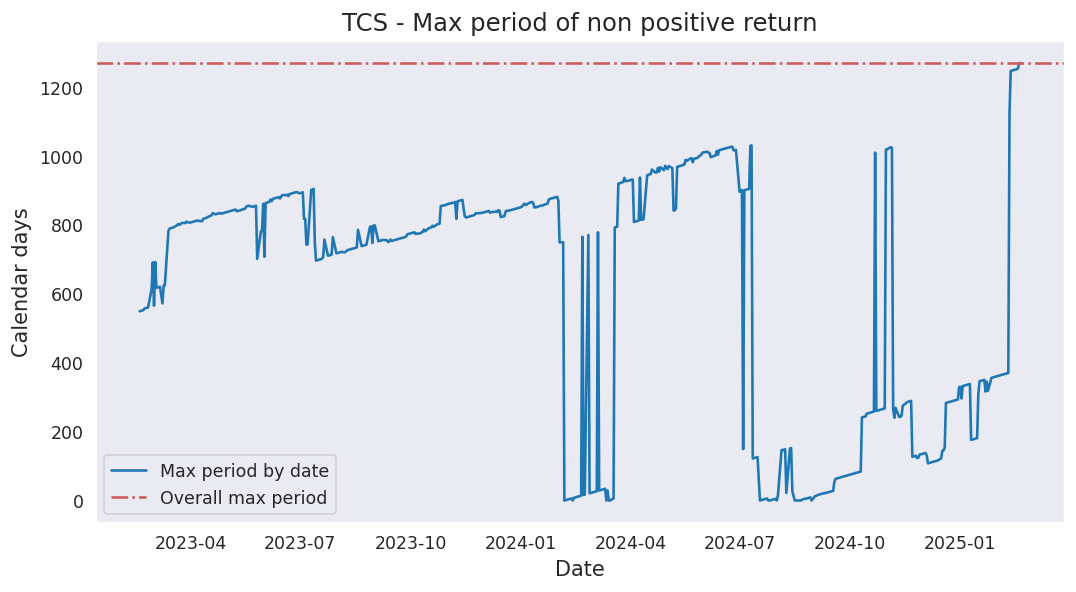 TCS - Max period of non positive return
Calendar days
1200
1000
800
600
400
200
0
Max period by date
Overall max period
2023-04 2023-07 2023-10 2024-01 2024-04 2024-07 2024-10 2025-01
Date